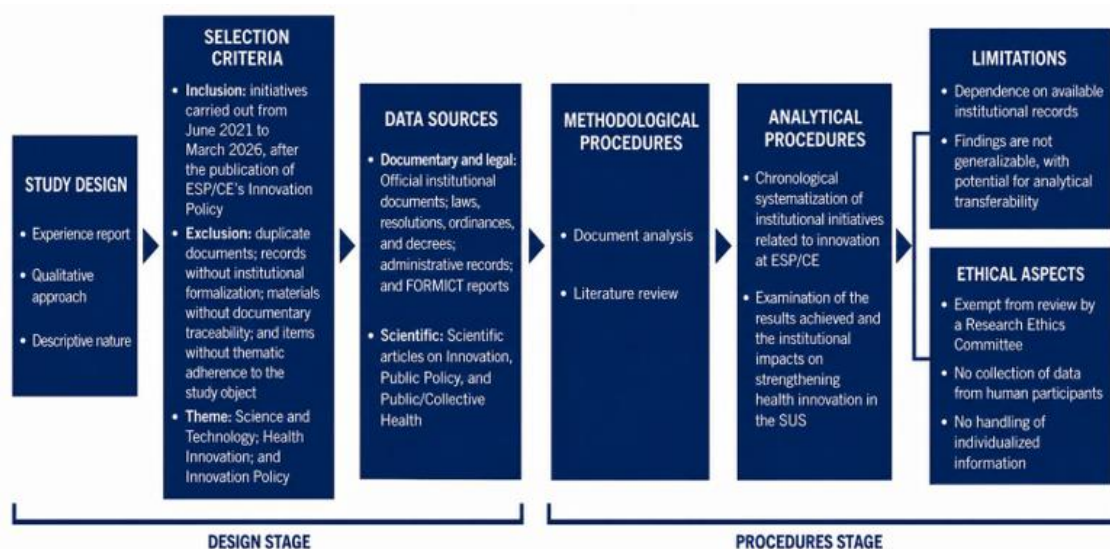 STUDY DESIGN
• Experience report
• Qualitative
approach
• Descriptive nature
SELECTION
CRITERIA
• Inclusion: initiatives
carried out from
June 2021 to
March 2026, after
the publication of
ESP/CE's Innovation
Policy
• Exclusion: duplicate
documents; records
without institutional
formalization; materials
without documentary
traceability; and items
without thematic
adherence to the
study object
• Theme: Science and
Technology; Health
Innovation; and
Innovation Policy
DATA SOURCES
• Documentary and legal:
Official institutional
documents; laws,
resolutions, ordinances,
and decrees;
administrative records;
and FORMICT reports
• Scientific: Scientific
articles on Innovation,
Public Policy, and
Public/Collective
Health
METHODOLOGICAL
PROCEDURES
• Document analysis
• Literature review
ANALYTICAL
PROCEDURES
• Chronological
systematization of
institutional initiatives
related to innovation
at ESP/CE
• Examination of the
results achieved and
the institutional
impacts on
strengthening
health innovation in
the SUS
LIMITATIONS
• Dependence on available
institutional records
• Findings are not
generalizable, with
potential for analytical
transferability
ETHICAL ASPECTS
• Exempt from review by
a Research Ethics
Committee
• No collection of data
from human participants
• No handling of
individualized
information
DESIGN STAGE
PROCEDURES STAGE